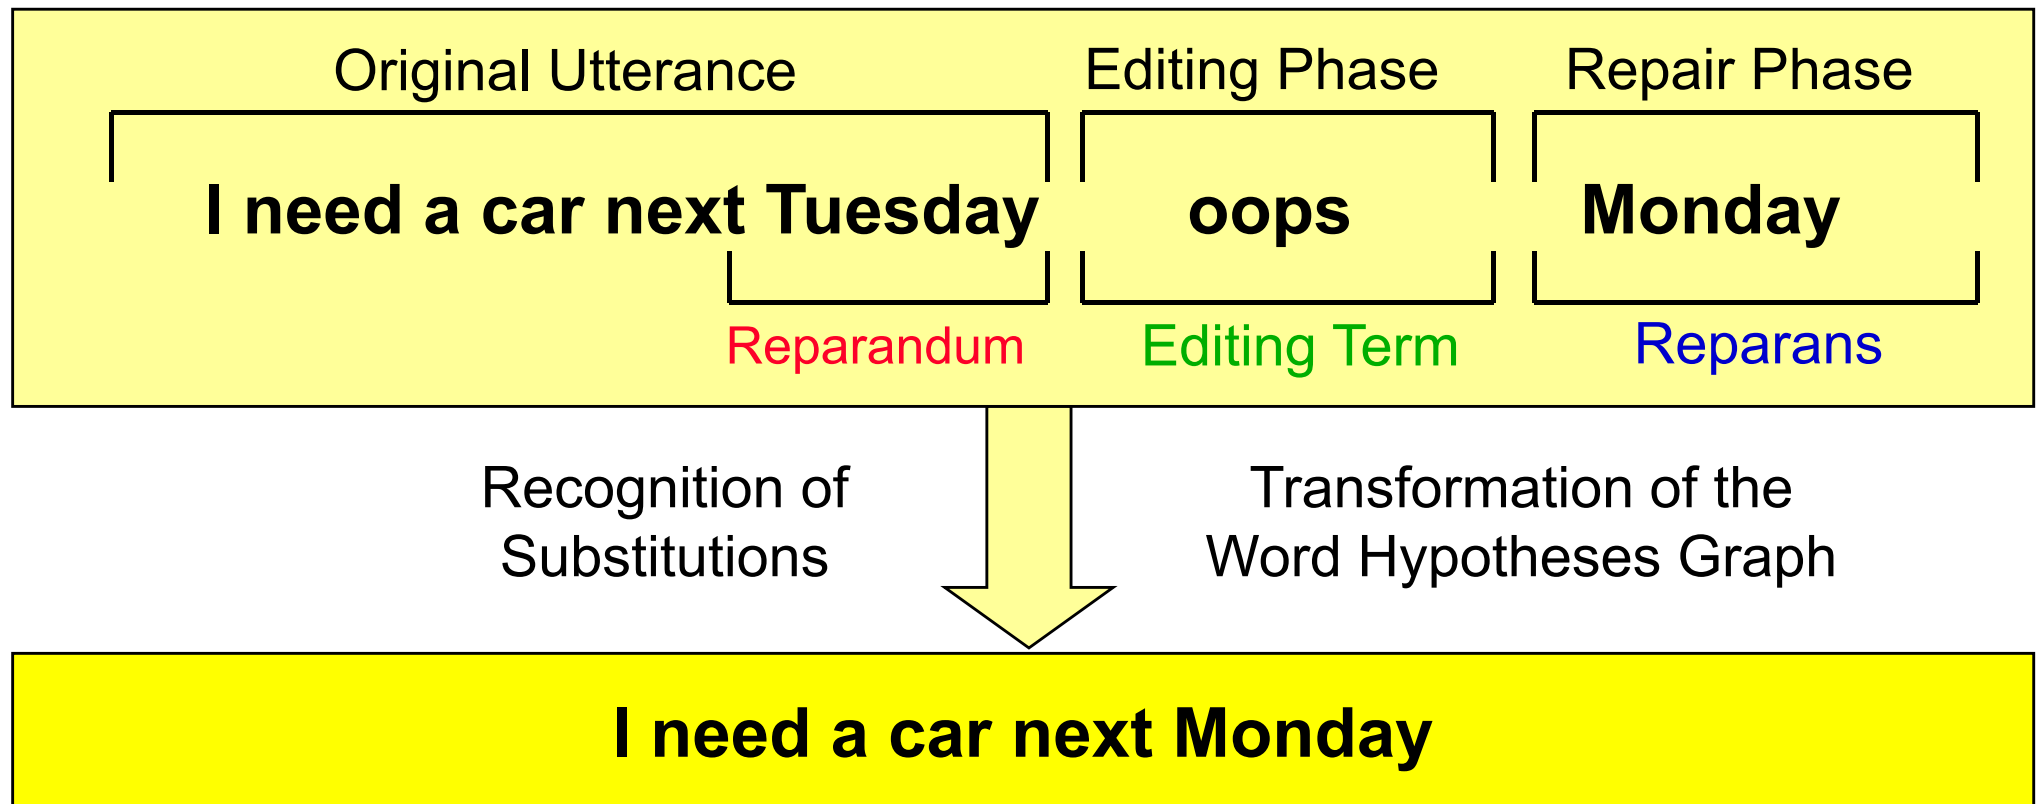 Original Utterance Editing Phase Repair Phase
I need a car next Tuesday oops Monday
Reparandum Editing Term Reparans
Recognition of
Substitutions
Transformation of the
Word Hypotheses Graph
I need a car next Monday